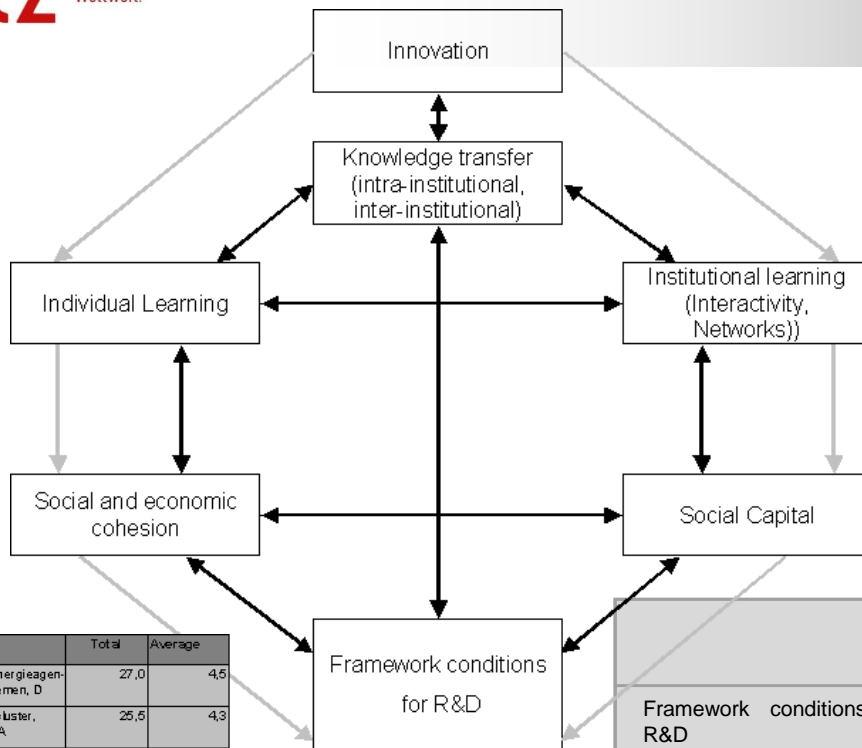 Innovation
Knowledge transfer
(intra-institutional,
inter-institutional)
Individual Learning
Institutional learning
(Interactivity,
Networks))
Social and economic
cohesion
Social Capital
Framework conditions
for R&D
Total Average
27,0 4,5
25,5 4,3
Framework conditions
R&D